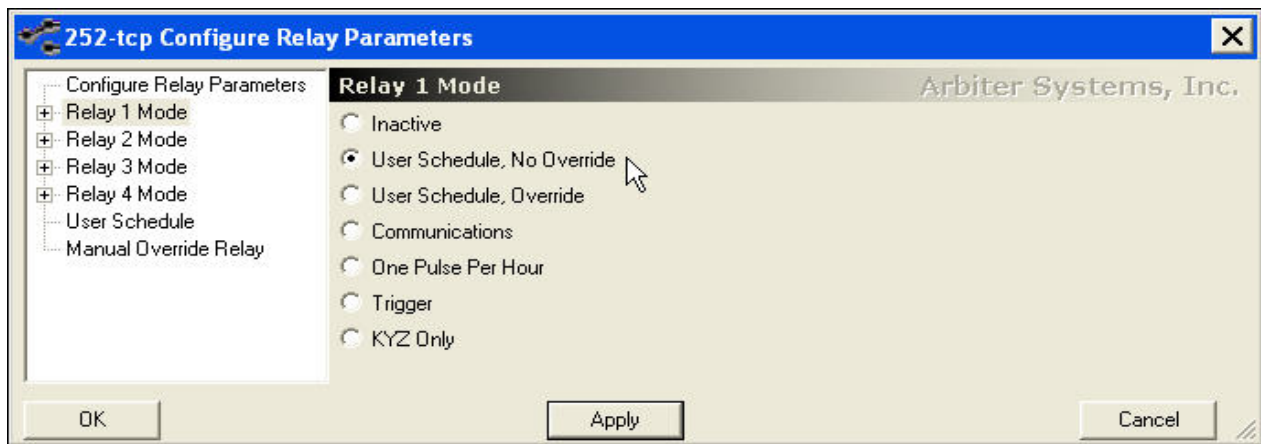 252-tcp Configure Relay Parameters
Configure Relay Parameters
Relay 1 Mode
Relay 2 Mode
Relay 3 Mode
Relay 4 Mode
User Schedule
Manual Override Relay
Relay 1 Mode
Arbiter Systems, Inc.
Inactive
User Schedule, No Override
User Schedule, Override
Communications
One Pulse Per Hour
Trigger
KYZ Only
OK
Apply
Cancel